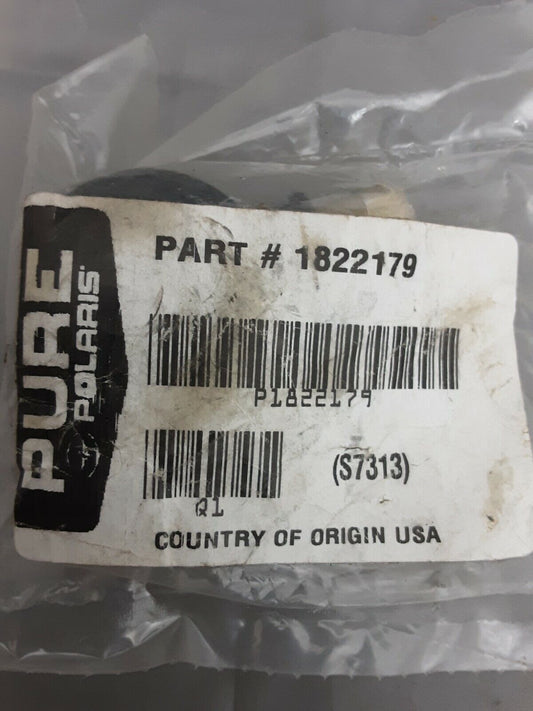 PURE
POLARIS
PART # 1822179
P1822179
Q1
(S7313)
COUNTRY OF ORIGIN USA